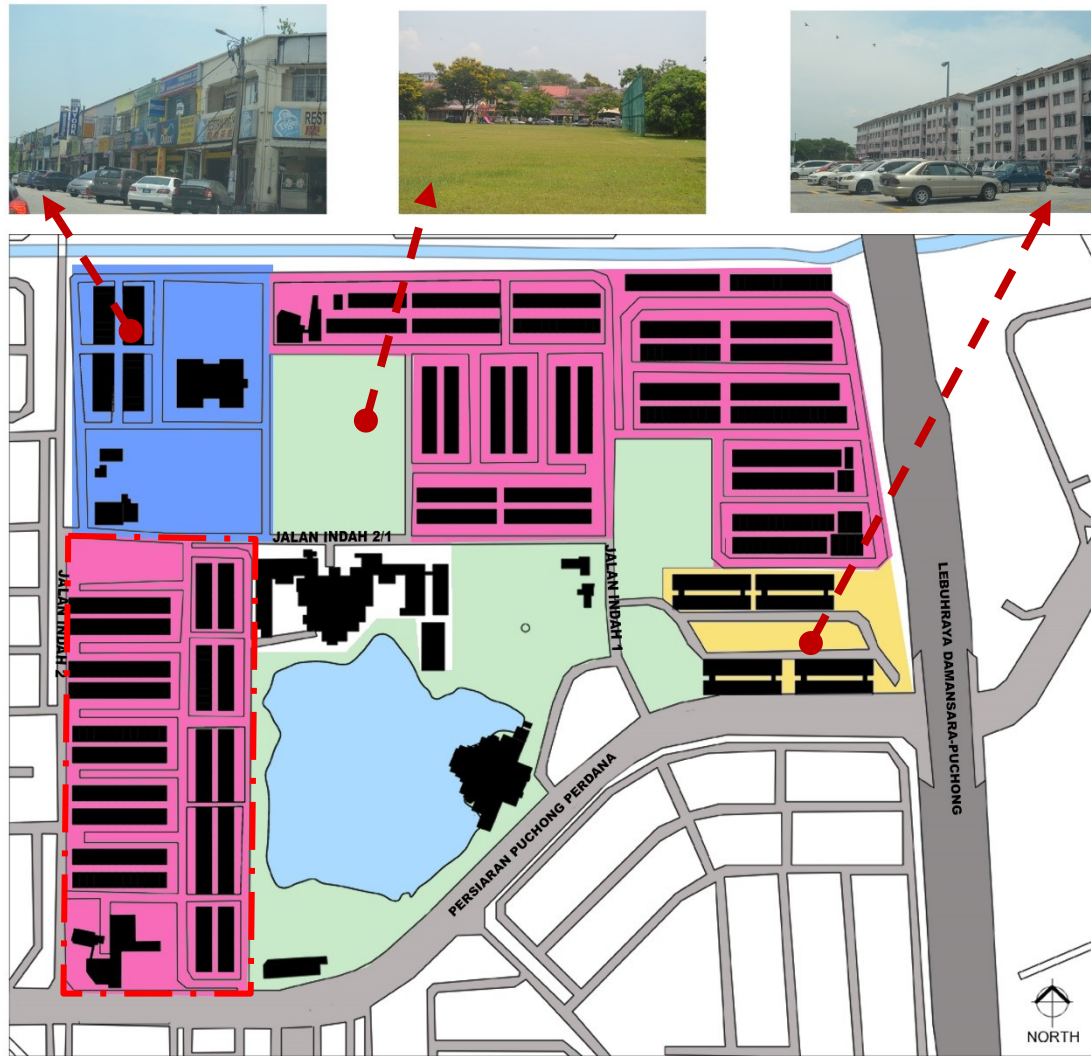 REST
JALAN INDAH 2/1
JALAN INDAH 2
JALAN INDAH 1
LEBUHRAYA DAMANSARA-PUCHONG
PERSIARAN PUCHONG PERDANA
NORTH